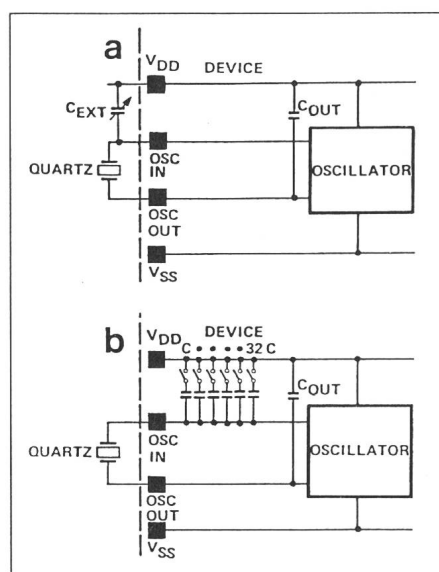 a
VDD
DEVICE
CEXT
COUT
OSC
IN
QUARTZ
OSCILLATOR
OSC
OUT
VSS
b
DEVICE
VDD
C • • • • 32 C
COUT
OSC
IN
QUARTZ
OSCILLATOR
OSC
OUT
VSS